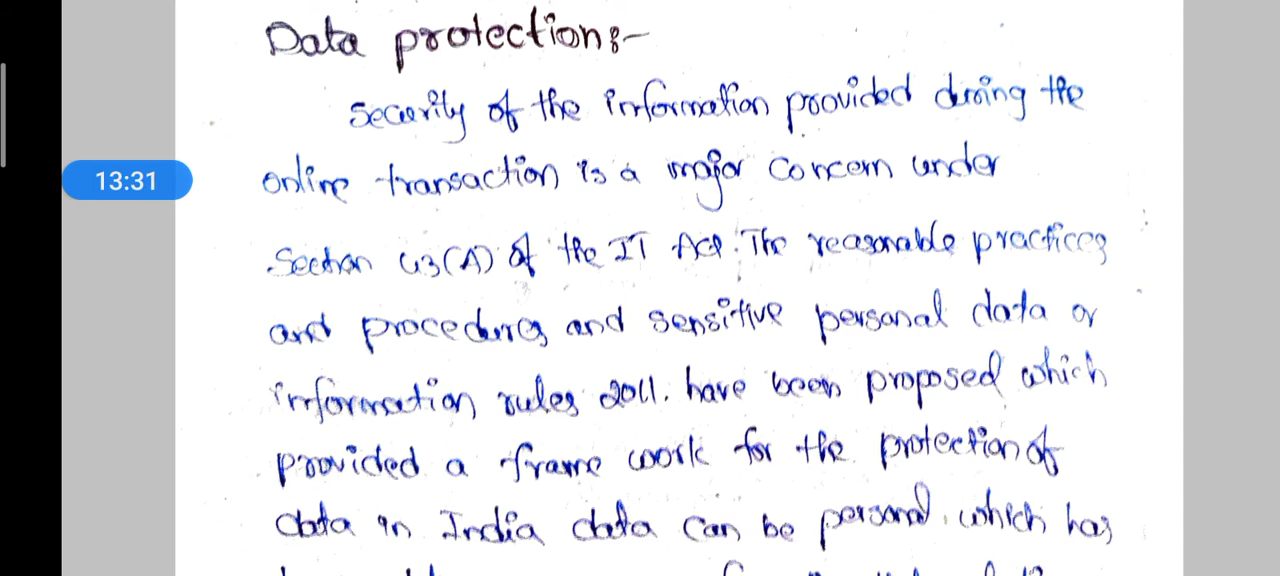 Data protection:-
Security of the information provided during the
13:31
online transaction is a major concern under
Section 43(A) of the IT Act. The reasonable practices
and procedures and sensitive personal data or
information rules 2011. have been proposed which
provided a frame work for the protection of
data in India data can be personal, which has